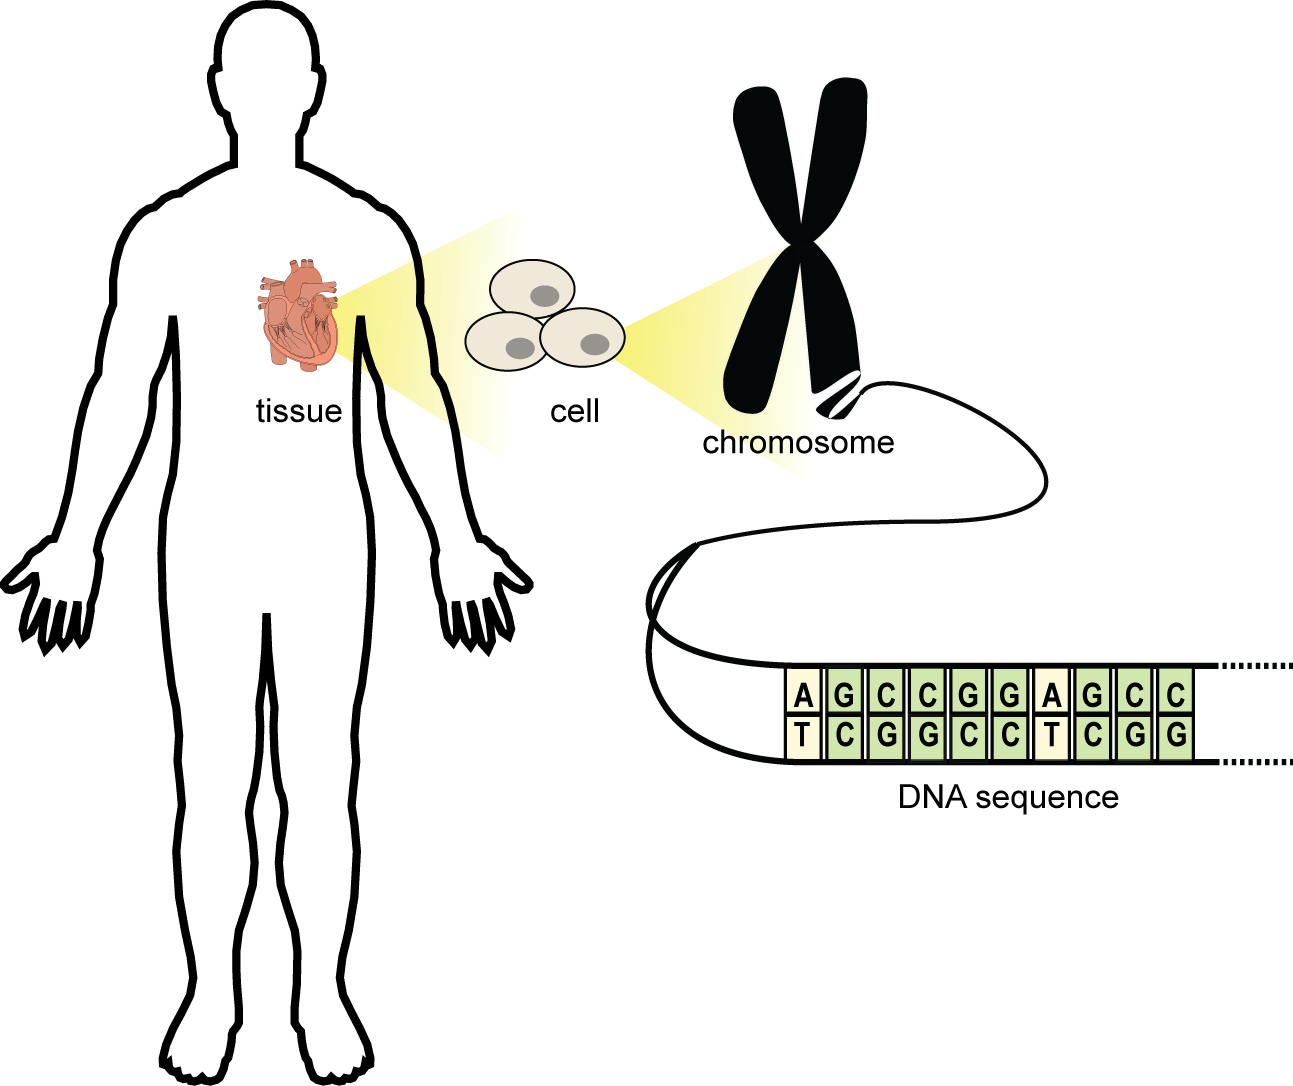 tissue
cell
chromosome
A G C C G G A G C C
T C G G C C T C G G
DNA sequence